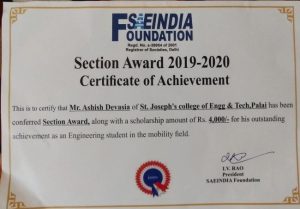 FSAEINDIA
FOUNDATION
Regd. No. s-39864 of 2001
Registrar of Societies, Delhi
Section Award 2019-2020
Certificate of Achievement
This is to certify that Mr. Ashish Devasia of St. Joseph's college of Engg & Tech,Palai has been
conferred Section Award, along with a scholarship amount of Rs. 4,000/- for his outstanding
achievement as an Engineering student in the mobility field.
I.V. RAO
President
SAEINDIA Foundation